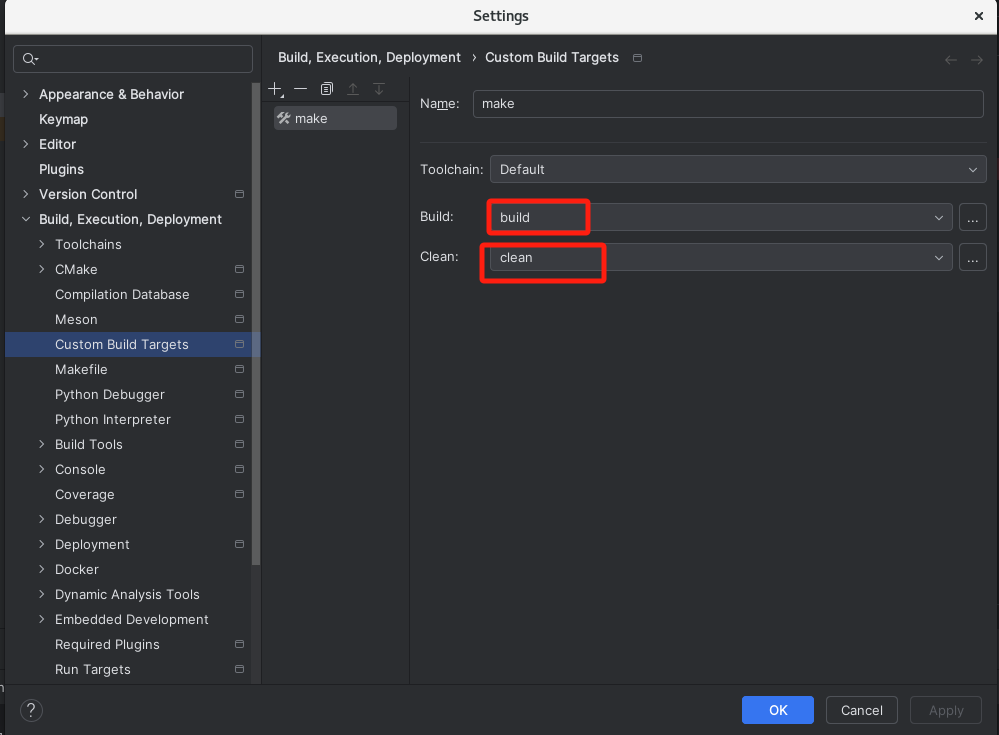 Settings
Build, Execution, Deployment › Custom Build Targets
Appearance & Behavior
Keymap
Editor
Plugins
Version Control
Build, Execution, Deployment
Toolchains
CMake
Compilation Database
Meson
Custom Build Targets
Makefile
Python Debugger
Python Interpreter
Build Tools
Console
Coverage
Debugger
Deployment
Docker
Dynamic Analysis Tools
Embedded Development
Required Plugins
Run Targets
make
Name: make
Toolchain: Default
Build: build ...
Clean: clean ...
? OK Cancel Apply